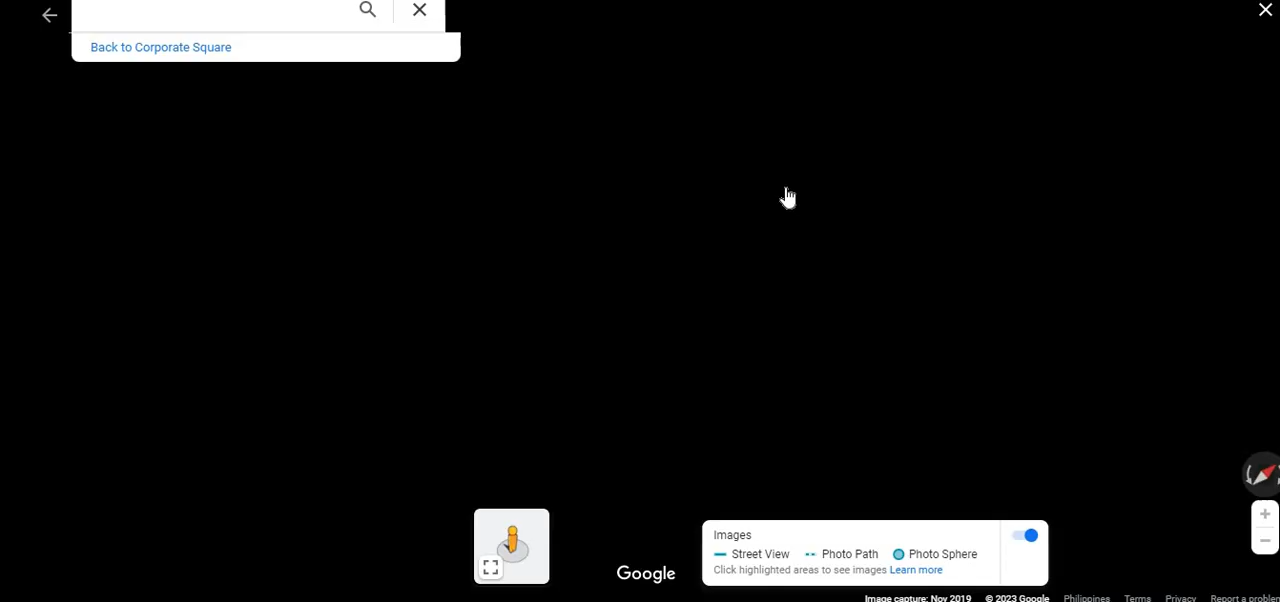 Back to Corporate Square
Images
Street View Photo Path Photo Sphere
Click highlighted areas to see images Learn more
Google
Image capture: Nov 2019 © 2023 Google Philippines Terms Privacy Report a problem